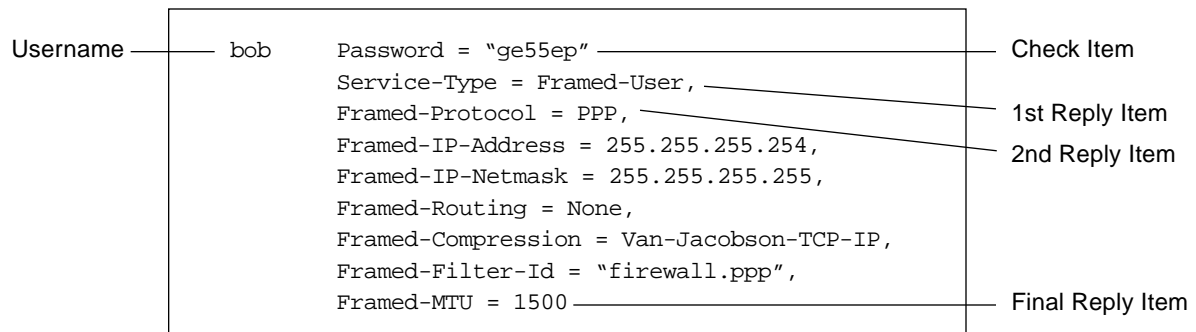 Username bob Password = “ge55ep” Check Item
Service-Type = Framed-User,
Framed-Protocol = PPP, 1st Reply Item
Framed-IP-Address = 255.255.255.254, 2nd Reply Item
Framed-IP-Netmask = 255.255.255.255,
Framed-Routing = None,
Framed-Compression = Van-Jacobson-TCP-IP,
Framed-Filter-Id = “firewall.ppp”,
Framed-MTU = 1500 Final Reply Item